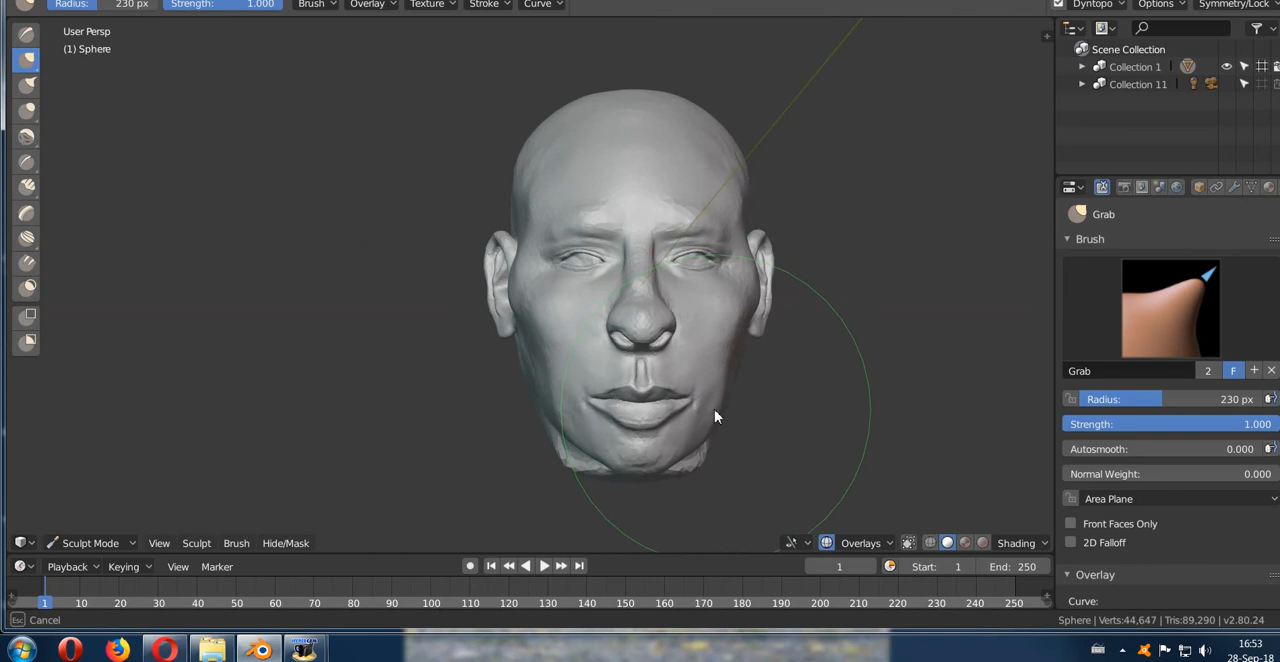 Radius: 230 px Strength: 1.000 Brush Overlay Texture Stroke Curve Dyntopo Options Symmetry/Lock
User Persp
(1) Sphere
Scene Collection
Collection 1
Collection 11
Grab
Brush
Grab 2 F
Radius: 230 px
Strength: 1.000
Autosmooth: 0.000
Normal Weight: 0.000
Area Plane
Front Faces Only
2D Falloff
Overlay
Curve:
Sculpt Mode View Sculpt Brush Hide/Mask Overlays Shading
Playback Keying View Marker 1 Start: 1 End: 250
1 10 20 30 40 50 60 70 80 90 100 110 120 130 140 150 160 170 180 190 200 210 220 230 240 250
Esc Cancel Sphere | Verts:44,647 | Tris:89,290 | v2.80.24
16:53
28-Sep-18